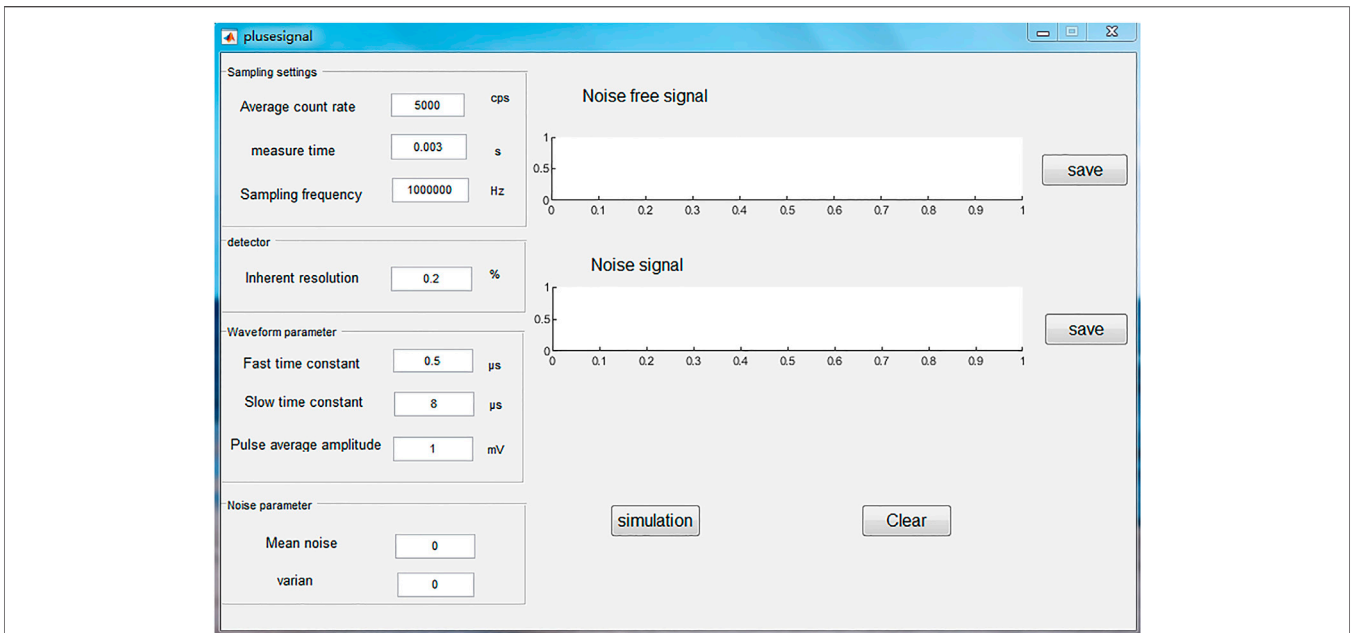 plusesignal
Sampling settings
Average count rate 5000 cps
measure time 0.003 s
Sampling frequency 1000000 Hz
detector
Inherent resolution 0.2 %
Waveform parameter
Fast time constant 0.5 µs
Slow time constant 8 µs
Pulse average amplitude 1 mV
Noise parameter
Mean noise 0
varian 0
Noise free signal
1
0.5
0
0 0.1 0.2 0.3 0.4 0.5 0.6 0.7 0.8 0.9 1
save
Noise signal
1
0.5
0
0 0.1 0.2 0.3 0.4 0.5 0.6 0.7 0.8 0.9 1
save
simulation Clear